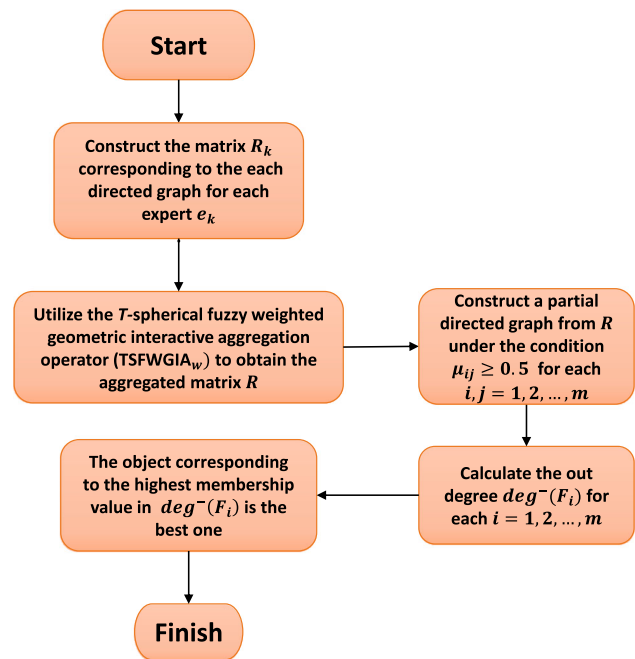 Start
Construct the matrix R_k
corresponding to the each
directed graph for each
expert e_k
Utilize the T-spherical fuzzy weighted
geometric interactive aggregation
operator (TSFWGIA_w) to obtain the
aggregated matrix R
Construct a partial
directed graph from R
under the condition
μ_ij ≥ 0.5 for each
i, j = 1, 2, ..., m
Calculate the out
degree deg⁻(F_i) for
each i = 1, 2, ..., m
The object corresponding
to the highest membership
value in deg⁻(F_i) is the
best one
Finish